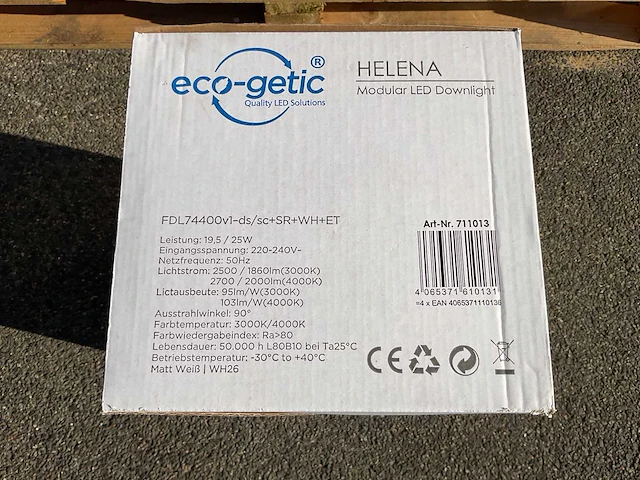 eco-getic®
Quality LED Solutions
HELENA
Modular LED Downlight
FDL74400v1-ds/sc+SR+WH+ET
Leistung: 19,5 / 25W
Eingangsspannung: 220-240V~
Netzfrequenz: 50Hz
Lichtstrom: 2500 / 1860lm(3000K)
2700 / 2000lm(4000K)
Lictausbeute: 95lm/W(3000K)
103lm/W(4000K)
Ausstrahlwinkel: 90°
Farbtemperatur: 3000K/4000K
Farbwiedergabeindex: Ra>80
Lebensdauer: 50.000 h L80B10 bei Ta25°C
Betriebstemperatur: -30°C to +40°C
Matt Weiß | WH26
Art-Nr. 711013
4 065371 610131
=4 x EAN 4065371110136
CE